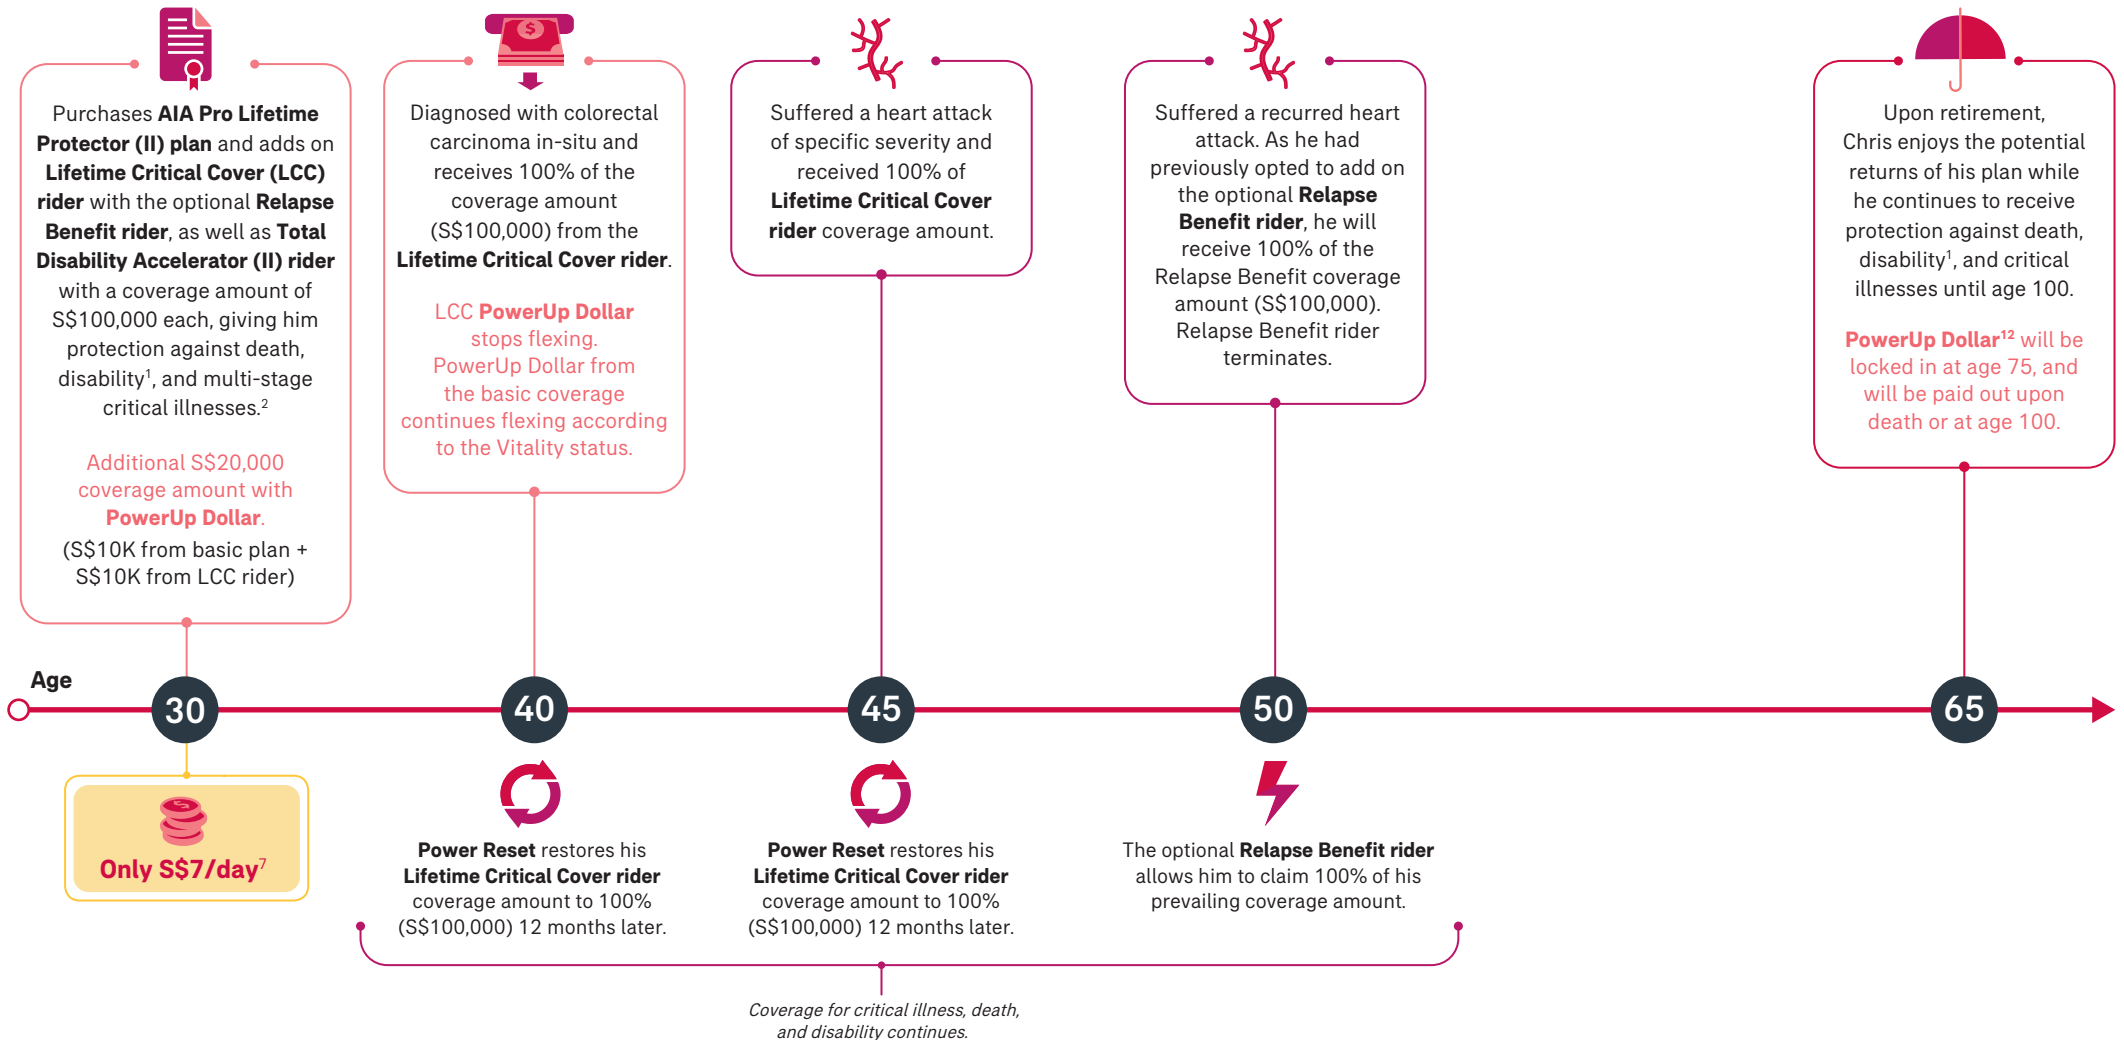 Purchases AIA Pro Lifetime
Protector (II) plan and adds on
Lifetime Critical Cover (LCC)
rider with the optional Relapse
Benefit rider, as well as Total
Disability Accelerator (II) rider
with a coverage amount of
S$100,000 each, giving him
protection against death,
disability¹, and multi-stage
critical illnesses.²
Additional S$20,000
coverage amount with
PowerUp Dollar.
(S$10K from basic plan +
S$10K from LCC rider)
$
Diagnosed with colorectal
carcinoma in-situ and
receives 100% of the
coverage amount
(S$100,000) from the
Lifetime Critical Cover rider.
LCC PowerUp Dollar
stops flexing.
PowerUp Dollar from
the basic coverage
continues flexing according
to the Vitality status.
Suffered a heart attack
of specific severity and
received 100% of
Lifetime Critical Cover
rider coverage amount.
Suffered a recurred heart
attack. As he had
previously opted to add on
the optional Relapse
Benefit rider, he will
receive 100% of the
Relapse Benefit coverage
amount (S$100,000).
Relapse Benefit rider
terminates.
Upon retirement,
Chris enjoys the potential
returns of his plan while
he continues to receive
protection against death,
disability¹, and critical
illnesses until age 100.
PowerUp Dollar¹² will be
locked in at age 75, and
will be paid out upon
death or at age 100.
Age
30
40
45
50
65
$
Only S$7/day⁷
Power Reset restores his
Lifetime Critical Cover rider
coverage amount to 100%
(S$100,000) 12 months later.
Power Reset restores his
Lifetime Critical Cover rider
coverage amount to 100%
(S$100,000) 12 months later.
The optional Relapse Benefit rider
allows him to claim 100% of his
prevailing coverage amount.
Coverage for critical illness, death,
and disability continues.